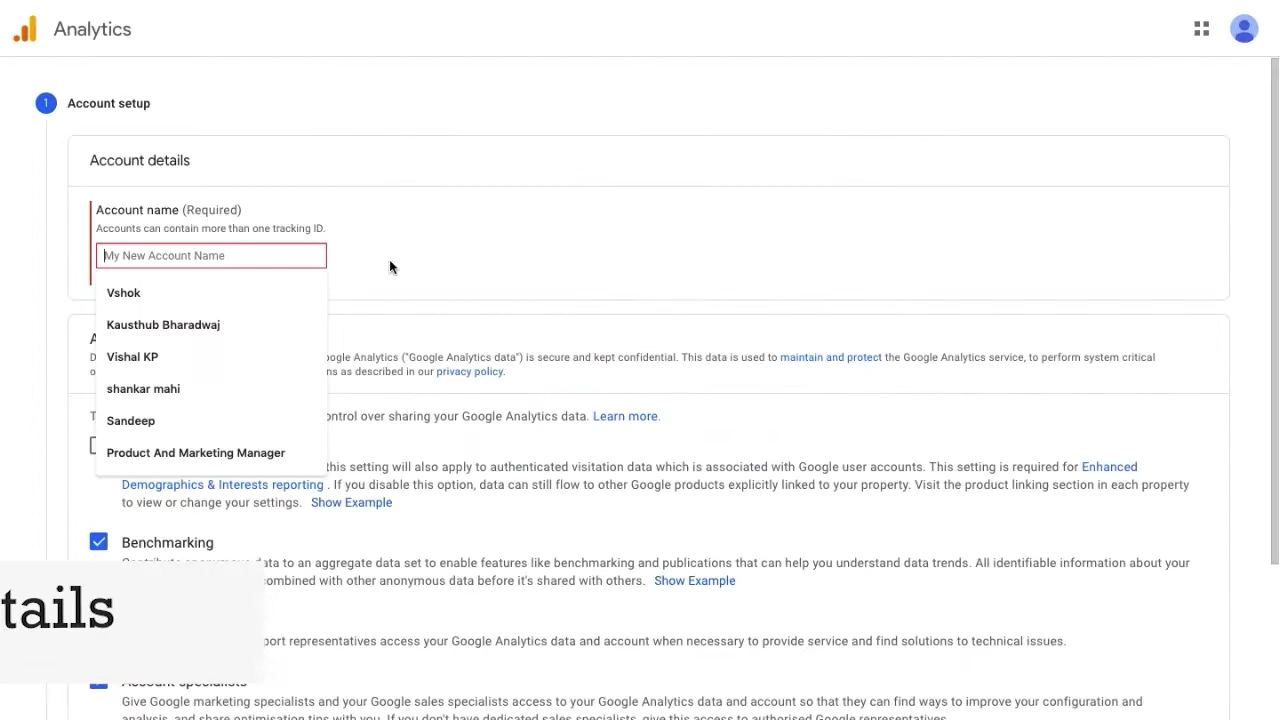 Analytics
1 Account setup
Account details
Account name (Required)
Accounts can contain more than one tracking ID.
My New Account Name
Vshok
Kausthub Bharadwaj
Vishal KP
shankar mahi
Sandeep
Product And Marketing Manager
Google Analytics ("Google Analytics data") is secure and kept confidential. This data is used to maintain and protect the Google Analytics service, to perform system critical
ns as described in our privacy policy.
ontrol over sharing your Google Analytics data. Learn more.
this setting will also apply to authenticated visitation data which is associated with Google user accounts. This setting is required for Enhanced
Demographics & Interests reporting . If you disable this option, data can still flow to other Google products explicitly linked to your property. Visit the product linking section in each property
to view or change your settings. Show Example
Benchmarking
data to an aggregate data set to enable features like benchmarking and publications that can help you understand data trends. All identifiable information about your
combined with other anonymous data before it's shared with others. Show Example
tails
port representatives access your Google Analytics data and account when necessary to provide service and find solutions to technical issues.
Account specialists
Give Google marketing specialists and your Google sales specialists access to your Google Analytics data and account so that they can find ways to improve your configuration and
analysis, and share optimisation tips with you. If you don't have dedicated sales specialists, give this access to authorised Google representatives.